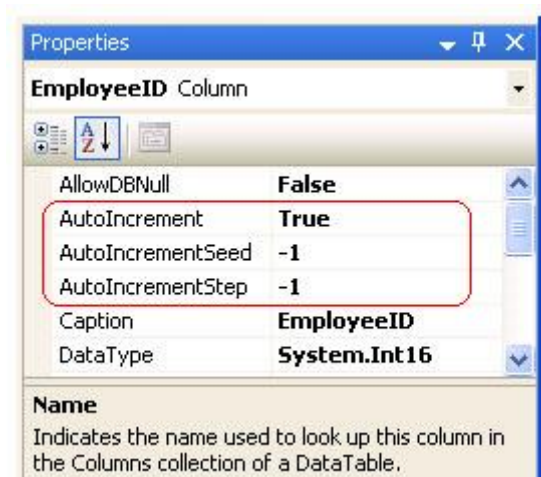 Properties
EmployeeID Column
AllowDBNull False
AutoIncrement True
AutoIncrementSeed -1
AutoIncrementStep -1
Caption EmployeeID
DataType System.Int16
Name
Indicates the name used to look up this column in
the Columns collection of a DataTable.